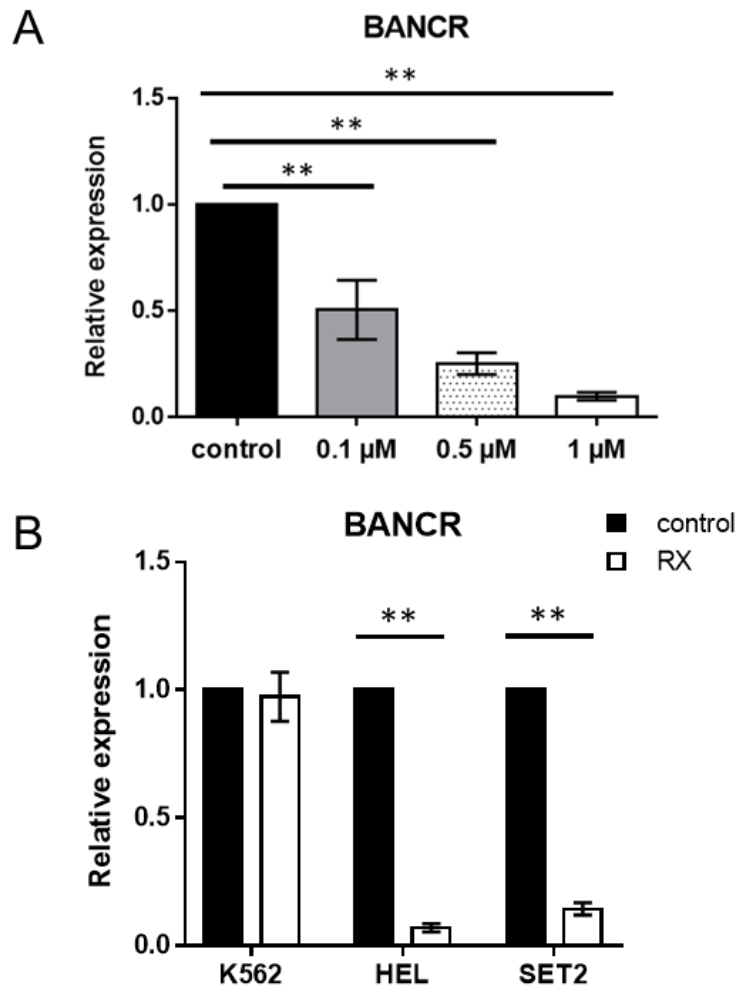 A
BANCR
**
**
**
1.5
1.0
0.5
0.0
Relative expression
control 0.1 µM 0.5 µM 1 µM
B
BANCR
control
RX
** **
1.5
1.0
0.5
0.0
Relative expression
K562 HEL SET2